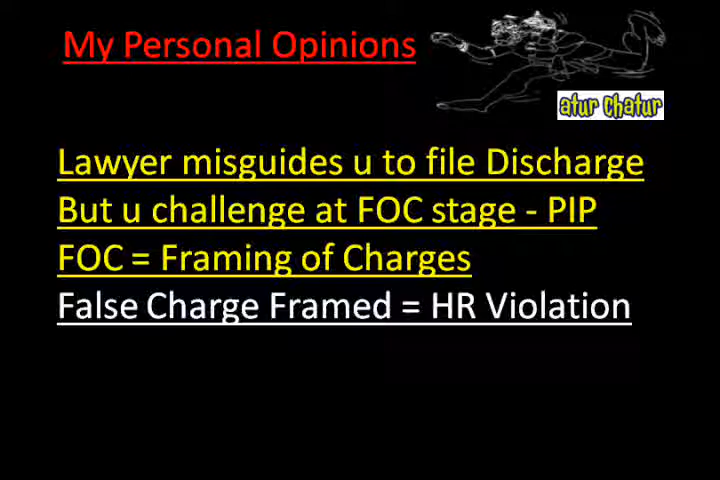 My Personal Opinions
atur chatur
Lawyer misguides u to file Discharge
But u challenge at FOC stage - PIP
FOC = Framing of Charges
False Charge Framed = HR Violation